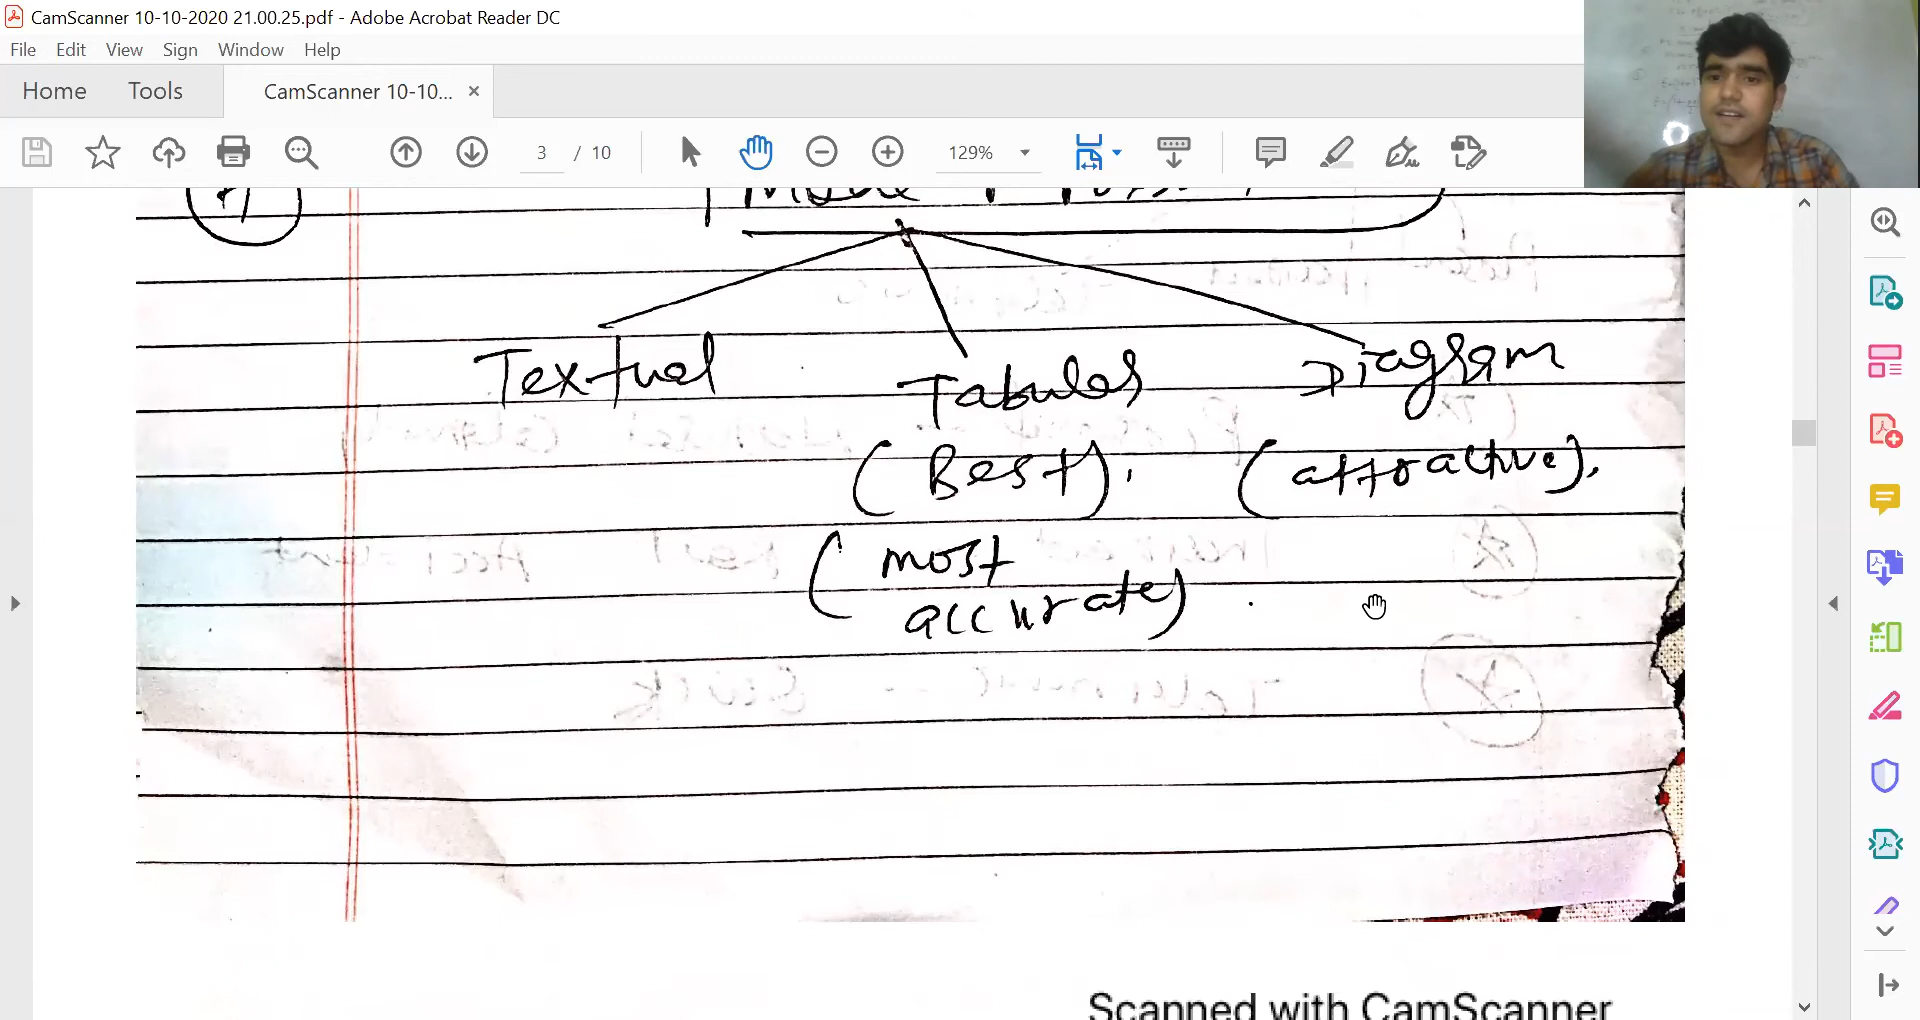 CamScanner 10-10-2020 21.00.25.pdf - Adobe Acrobat Reader DC
File Edit View Sign Window Help
Home Tools CamScanner 10-10... ×
3 / 10 129%
Textual Tabular Diagram
(Best). (attractive).
(most
accurate)
Scanned with CamScanner